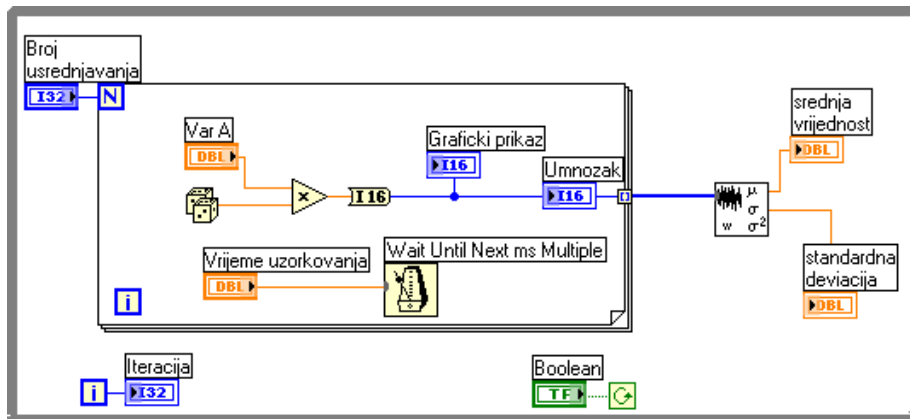 Broj
usrednjavanja
I32
N
Var A
DBL
x
I16
Graficki prikaz
I16
Umnozak
I16
srednja
vrijednost
DBL
μ
σ
w σ²
Vrijeme uzorkovanja
DBL
Wait Until Next ms Multiple
standardna
deviacija
DBL
i
Iteracija
i
I32
Boolean
TF